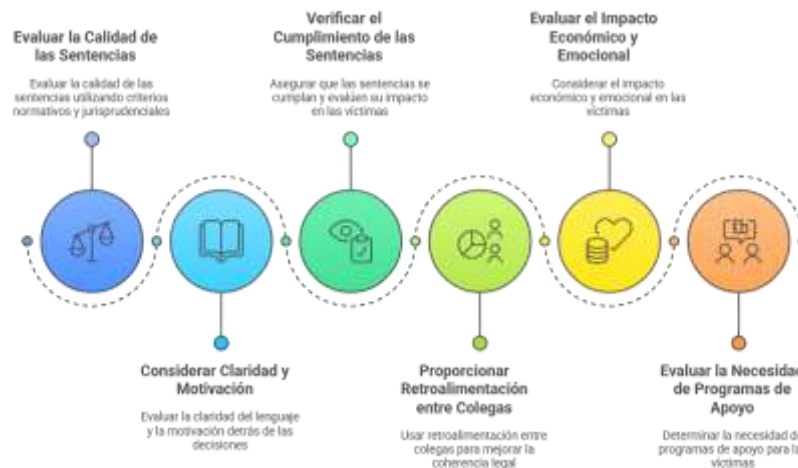 Evaluar la Calidad de
las Sentencias
Evaluar la calidad de las
sentencias utilizando criterios
normativos y jurisprudenciales
Verificar el
Cumplimiento de las
Sentencias
Asegurar que las sentencias se
cumplan y evalúen su impacto
en las víctimas
Evaluar el Impacto
Económico y
Emocional
Considerar el impacto
económico y emocional en las
víctimas
Considerar Claridad y
Motivación
Evaluar la claridad del lenguaje
y la motivación detrás de las
decisiones
Proporcionar
Retroalimentación
entre Colegas
Usar retroalimentación entre
colegas para mejorar la
coherencia legal
Evaluar la Necesidad
de Programas de
Apoyo
Determinar la necesidad d
programas de apoyo para l
víctimas